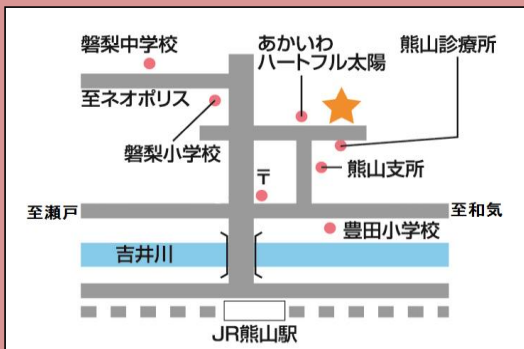 磐梨中学校
あかいわ
ハートフル太陽
熊山診療所
至ネオポリス
磐梨小学校
〒
熊山支所
至瀬戸
至和気
豊田小学校
吉井川
JR熊山駅